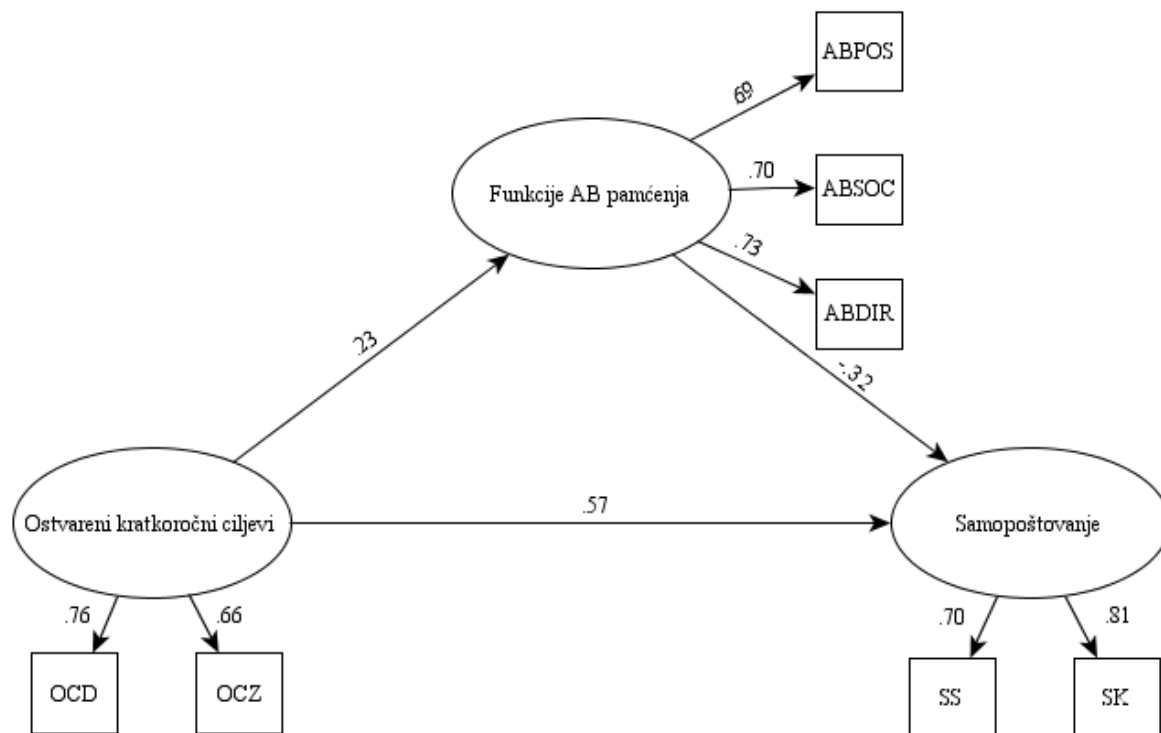 ABPOS
.69
.70
Funkcije AB pamćenja
ABSOC
.73
ABDIR
.23
-.32
.57
Ostvareni kratkoročni ciljevi
Samopoštovanje
.76
.66
.70
.81
OCD
OCZ
SS
SK